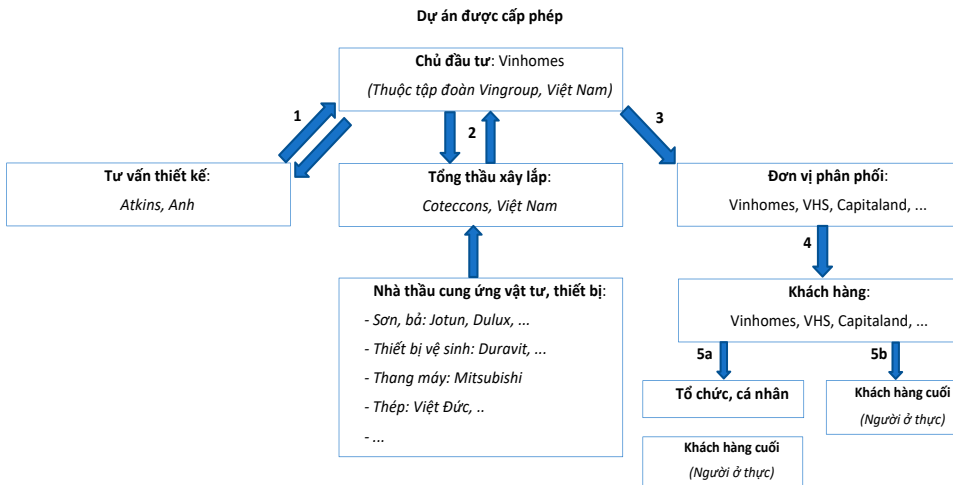 Dự án được cấp phép
Chủ đầu tư: Vinhomes
(Thuộc tập đoàn Vingroup, Việt Nam)
1
2
3
Tư vấn thiết kế:
Atkins, Anh
Tổng thầu xây lắp:
Coteccons, Việt Nam
Đơn vị phân phối:
Vinhomes, VHS, Capitaland, ...
4
Nhà thầu cung ứng vật tư, thiết bị:
- Sơn, bả: Jotun, Dulux, ...
- Thiết bị vệ sinh: Duravit, ...
- Thang máy: Mitsubishi
- Thép: Việt Đức, ..
- ...
Khách hàng:
Vinhomes, VHS, Capitaland, ...
5a
5b
Tổ chức, cá nhân
Khách hàng cuối
(Người ở thực)
Khách hàng cuối
(Người ở thực)